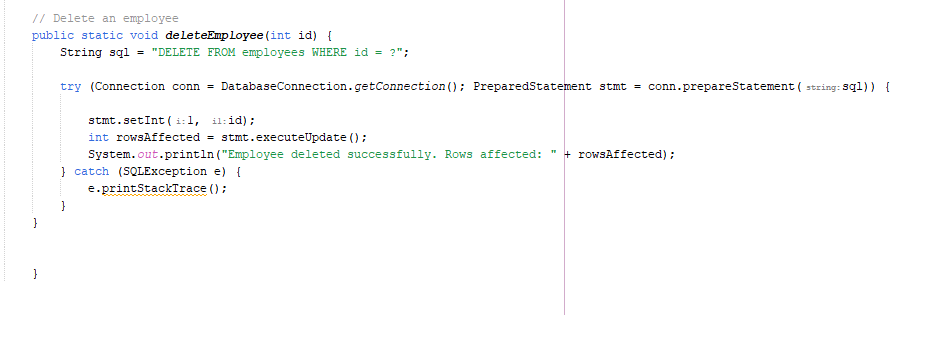 // Delete an employee
public static void deleteEmployee(int id) {
String sql = "DELETE FROM employees WHERE id = ?";
try (Connection conn = DatabaseConnection.getConnection(); PreparedStatement stmt = conn.prepareStatement( string: sql)) {
stmt.setInt( i: 1, i1: id);
int rowsAffected = stmt.executeUpdate();
System.out.println("Employee deleted successfully. Rows affected: " + rowsAffected);
} catch (SQLException e) {
e.printStackTrace();
}
}
}